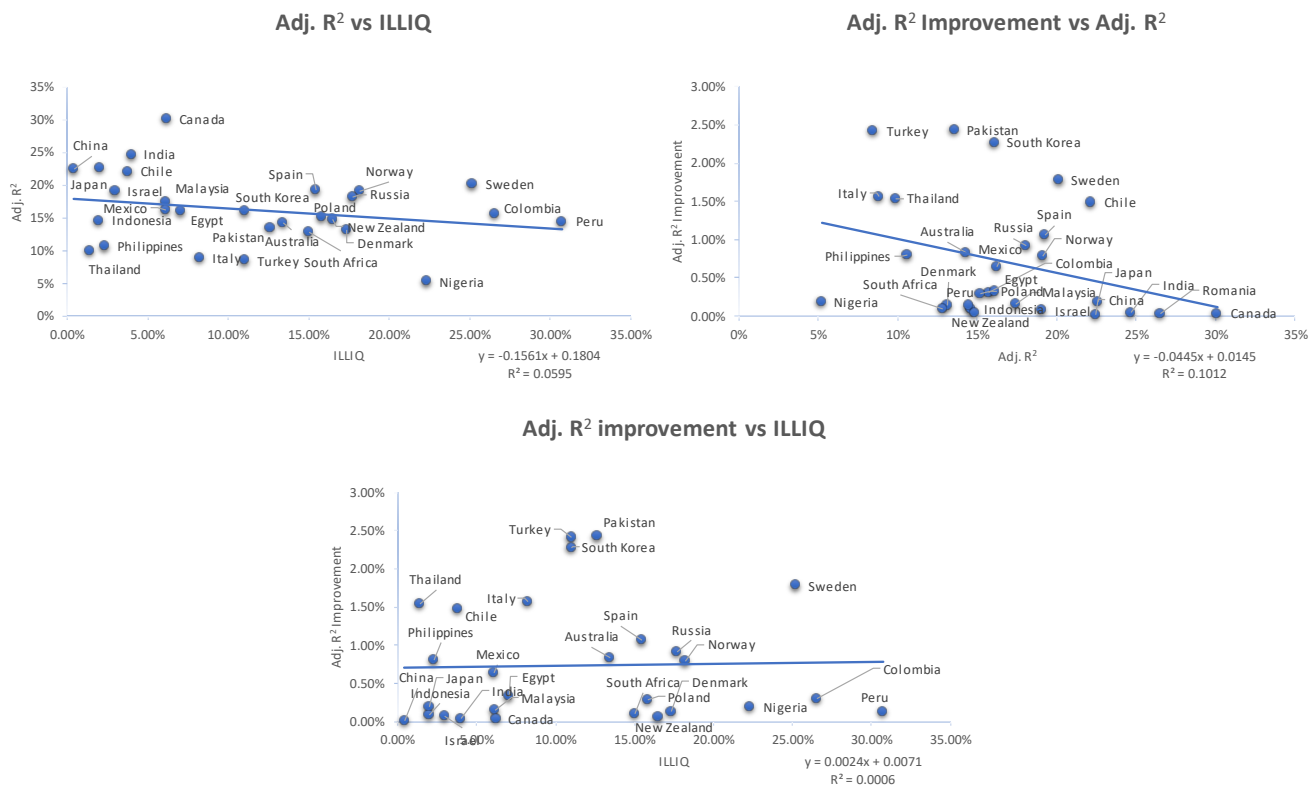 Adj. R² vs ILLIQ
35%
30%
25%
20%
15%
10%
5%
0%
Adj. R²
Canada
China
India
Chile
Japan
Israel
Malaysia
Mexico
Indonesia
Egypt
Philippines
Thailand
Italy
Pakistan
Turkey
South Korea
Australia
South Africa
Spain
Poland
Norway
Russia
New Zealand
Denmark
Sweden
Nigeria
Colombia
Peru
0.00%
5.00%
10.00%
15.00%
20.00%
25.00%
30.00%
35.00%
ILLIQ
y = -0.1561x + 0.1804
R² = 0.0595
Adj. R² Improvement vs Adj. R²
3.00%
2.50%
2.00%
1.50%
1.00%
0.50%
0.00%
Adj. R² Improvement
Turkey
Pakistan
South Korea
Italy
Thailand
Sweden
Chile
Spain
Russia
Norway
Australia
Mexico
Philippines
Colombia
Denmark
Egypt
Japan
South Africa
Peru
Poland
Malaysia
China
India
Romania
Nigeria
Indonesia
Israel
Canada
New Zealand
0%
5%
10%
15%
20%
25%
30%
35%
Adj. R²
y = -0.0445x + 0.0145
R² = 0.1012
Adj. R² improvement vs ILLIQ
3.00%
2.50%
2.00%
1.50%
1.00%
0.50%
0.00%
Adj. R² Improvement
Turkey
Pakistan
South Korea
Thailand
Italy
Chile
Sweden
Spain
Philippines
Australia
Russia
Norway
Mexico
China
Japan
Egypt
Indonesia
India
Malaysia
South Africa
Denmark
Poland
Colombia
Nigeria
Peru
Canada
New Zealand
Israel
0.00%
5.00%
10.00%
15.00%
20.00%
25.00%
30.00%
35.00%
ILLIQ
y = 0.0024x + 0.0071
R² = 0.0006